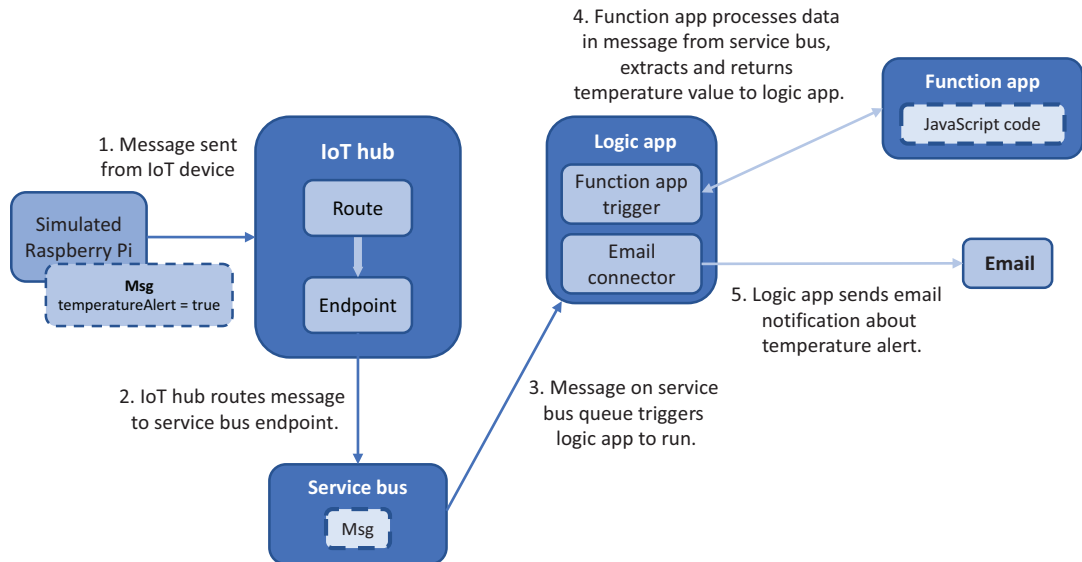 1. Message sent
from IoT device
Simulated
Raspberry Pi
Msg
temperatureAlert = true
IoT hub
Route
Endpoint
2. IoT hub routes message
to service bus endpoint.
Service bus
Msg
3. Message on service
bus queue triggers
logic app to run.
Logic app
Function app
trigger
Email
connector
4. Function app processes data
in message from service bus,
extracts and returns
temperature value to logic app.
Function app
JavaScript code
Email
5. Logic app sends email
notification about
temperature alert.